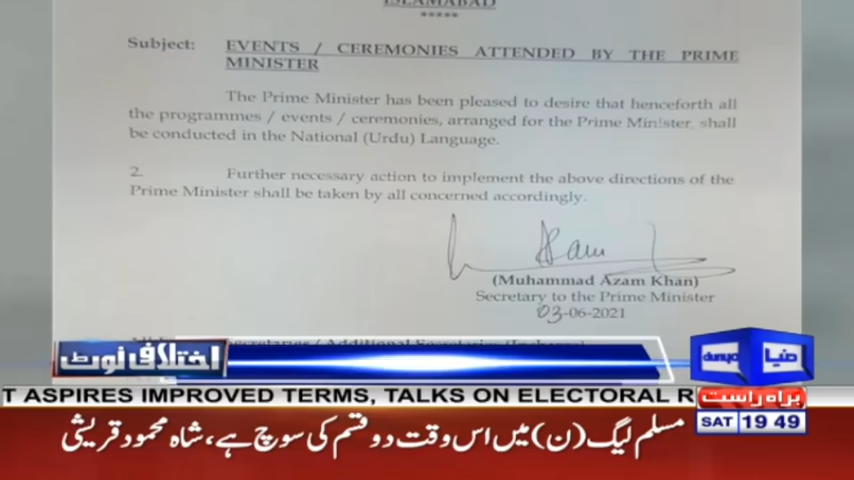 ISLAMABAD
*****
Subject: EVENTS / CEREMONIES ATTENDED BY THE PRIME
MINISTER
The Prime Minister has been pleased to desire that henceforth all
the programmes / events / ceremonies, arranged for the Prime Minister, shall
be conducted in the National (Urdu) Language.
2. Further necessary action to implement the above directions of the
Prime Minister shall be taken by all concerned accordingly.
Azam
(Muhammad Azam Khan)
Secretary to the Prime Minister
03-06-2021
Secretaries / Additional Secretaries
اختلافی نوٹ
dunya دنیا
T ASPIRES IMPROVED TERMS, TALKS ON ELECTORAL R
براہ راست
SAT 19 49
مسلم لیگ (ن) میں اس وقت دو قسم کی سوچ ہے، شاہ محمود قریشی